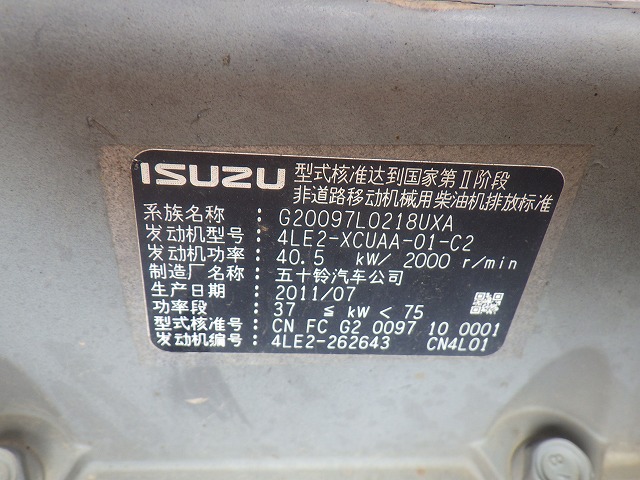 ISUZU 型式核准达到国家第Ⅱ阶段
非道路移动机械用柴油机排放标准
系族名称 : G20097L0218UXA
发动机型号: 4LE2-XCUAA-01-C2
发动机功率: 40.5 kW/ 2000 r/min
制造厂名称: 五十铃汽车公司
生产日期 : 2011/07
功率段 : 37 ≦ kW < 75
型式核准号: CN FC G2 0097 10 0001
发动机编号: 4LE2-262643 CN4L01